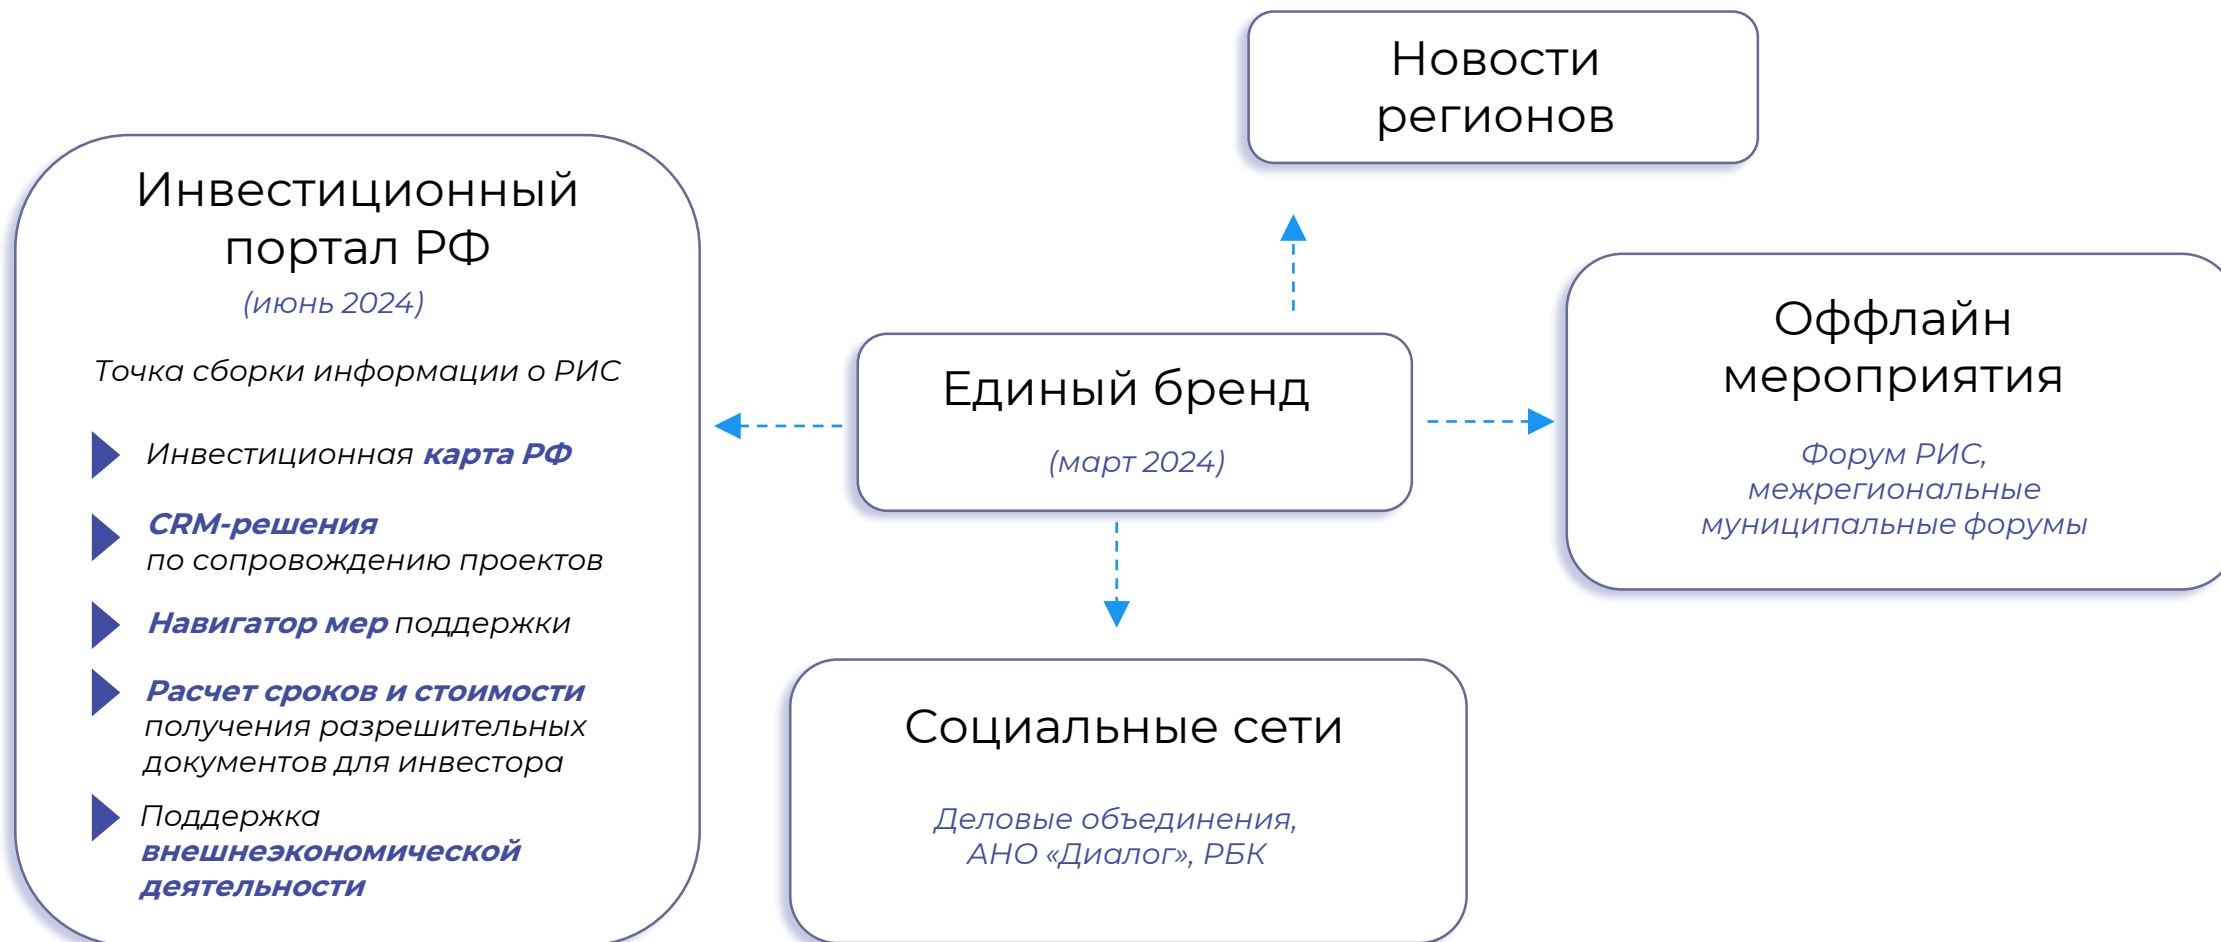 Новости
регионов
Инвестиционный
портал РФ
(июнь 2024)
Точка сборки информации о РИС
Инвестиционная карта РФ
CRM-решения
по сопровождению проектов
Навигатор мер поддержки
Расчет сроков и стоимости
получения разрешительных
документов для инвестора
Поддержка
внешнеэкономической
деятельности
Единый бренд
(март 2024)
Оффлайн
мероприятия
Форум РИС,
межрегиональные
муниципальные форумы
Социальные сети
Деловые объединения,
АНО «Диалог», РБК